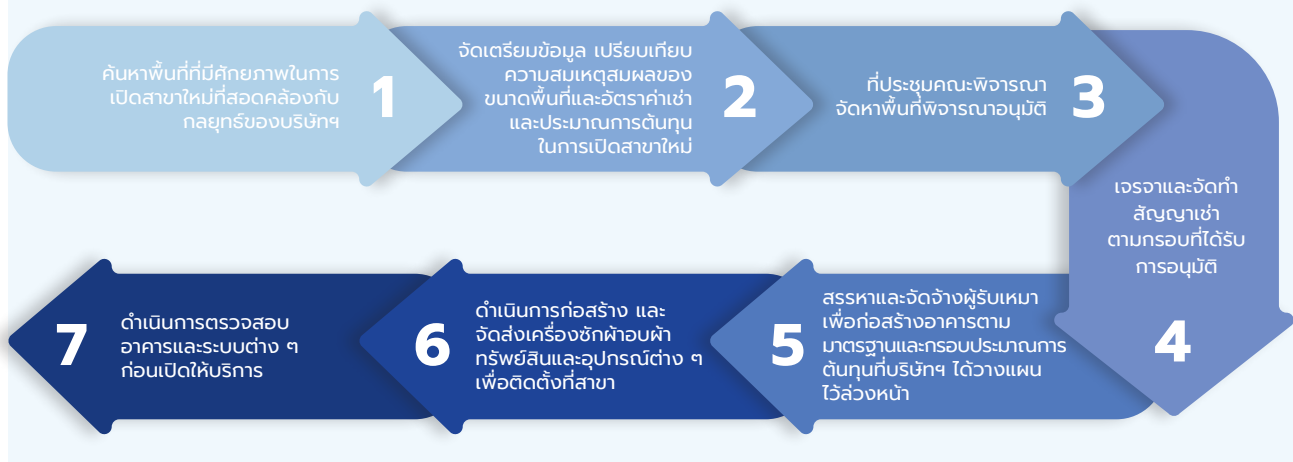 ค้นหาพื้นที่ที่มีศักยภาพในการ
เปิดสาขาใหม่ที่สอดคล้องกับ
กลยุทธ์ของบริษัทฯ
1
จัดเตรียมข้อมูล เปรียบเทียบ
ความสมเหตุสมผลของ
ขนาดพื้นที่และอัตราค่าเช่า
และประมาณการต้นทุน
ในการเปิดสาขาใหม่
2
ที่ประชุมคณะพิจารณา
จัดหาพื้นที่พิจารณาอนุมัติ
3
เจรจาและจัดทำ
สัญญาเช่า
ตามกรอบที่ได้รับ
การอนุมัติ
4
5
สรรหาและจัดจ้างผู้รับเหมา
เพื่อก่อสร้างอาคารตาม
มาตรฐานและกรอบประมาณการ
ต้นทุนที่บริษัทฯ ได้วางแผน
ไว้ล่วงหน้า
6
ดำเนินการก่อสร้าง และ
จัดส่งเครื่องซักผ้าอบผ้า
ทรัพย์สินและอุปกรณ์ต่าง ๆ
เพื่อติดตั้งที่สาขา
7
ดำเนินการตรวจสอบ
อาคารและระบบต่าง ๆ
ก่อนเปิดให้บริการ